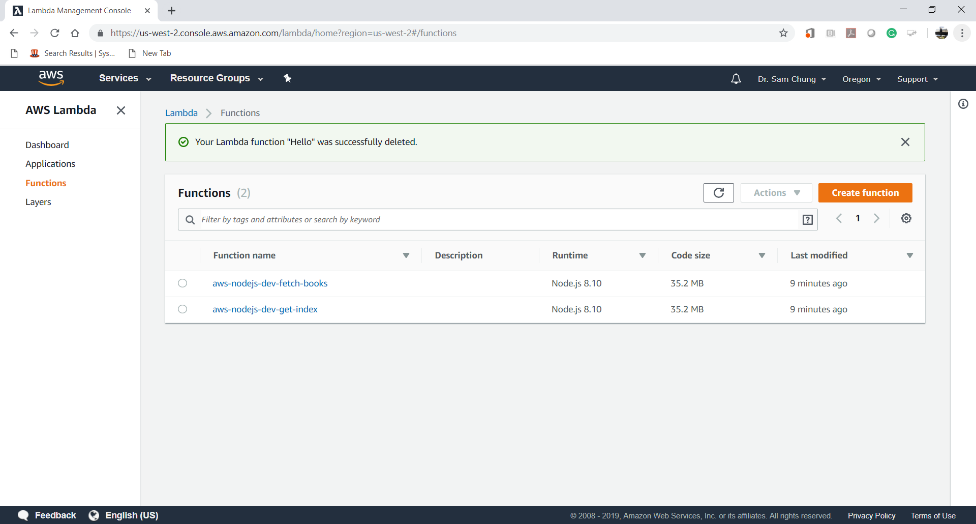 Lambda Management Console
https://us-west-2.console.aws.amazon.com/lambda/home?region=us-west-2#/functions
Search Results | Sys... New Tab
aws Services Resource Groups Dr. Sam Chung Oregon Support
AWS Lambda
Dashboard
Applications
Functions
Layers
Lambda > Functions
Your Lambda function "Hello" was successfully deleted.
Functions (2) Actions Create function
Filter by tags and attributes or search by keyword ? < 1 >
Function name Description Runtime Code size Last modified
aws-nodejs-dev-fetch-books Node.js 8.10 35.2 MB 9 minutes ago
aws-nodejs-dev-get-index Node.js 8.10 35.2 MB 9 minutes ago
Feedback English (US) © 2008 - 2019, Amazon Web Services, Inc. or its affiliates. All rights reserved. Privacy Policy Terms of Use